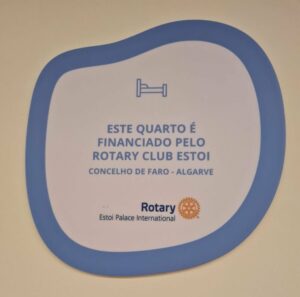 ESTE QUARTO É
FINANCIADO PELO
ROTARY CLUB ESTOI
CONCELHO DE FARO - ALGARVE
Rotary
Estoi Palace International